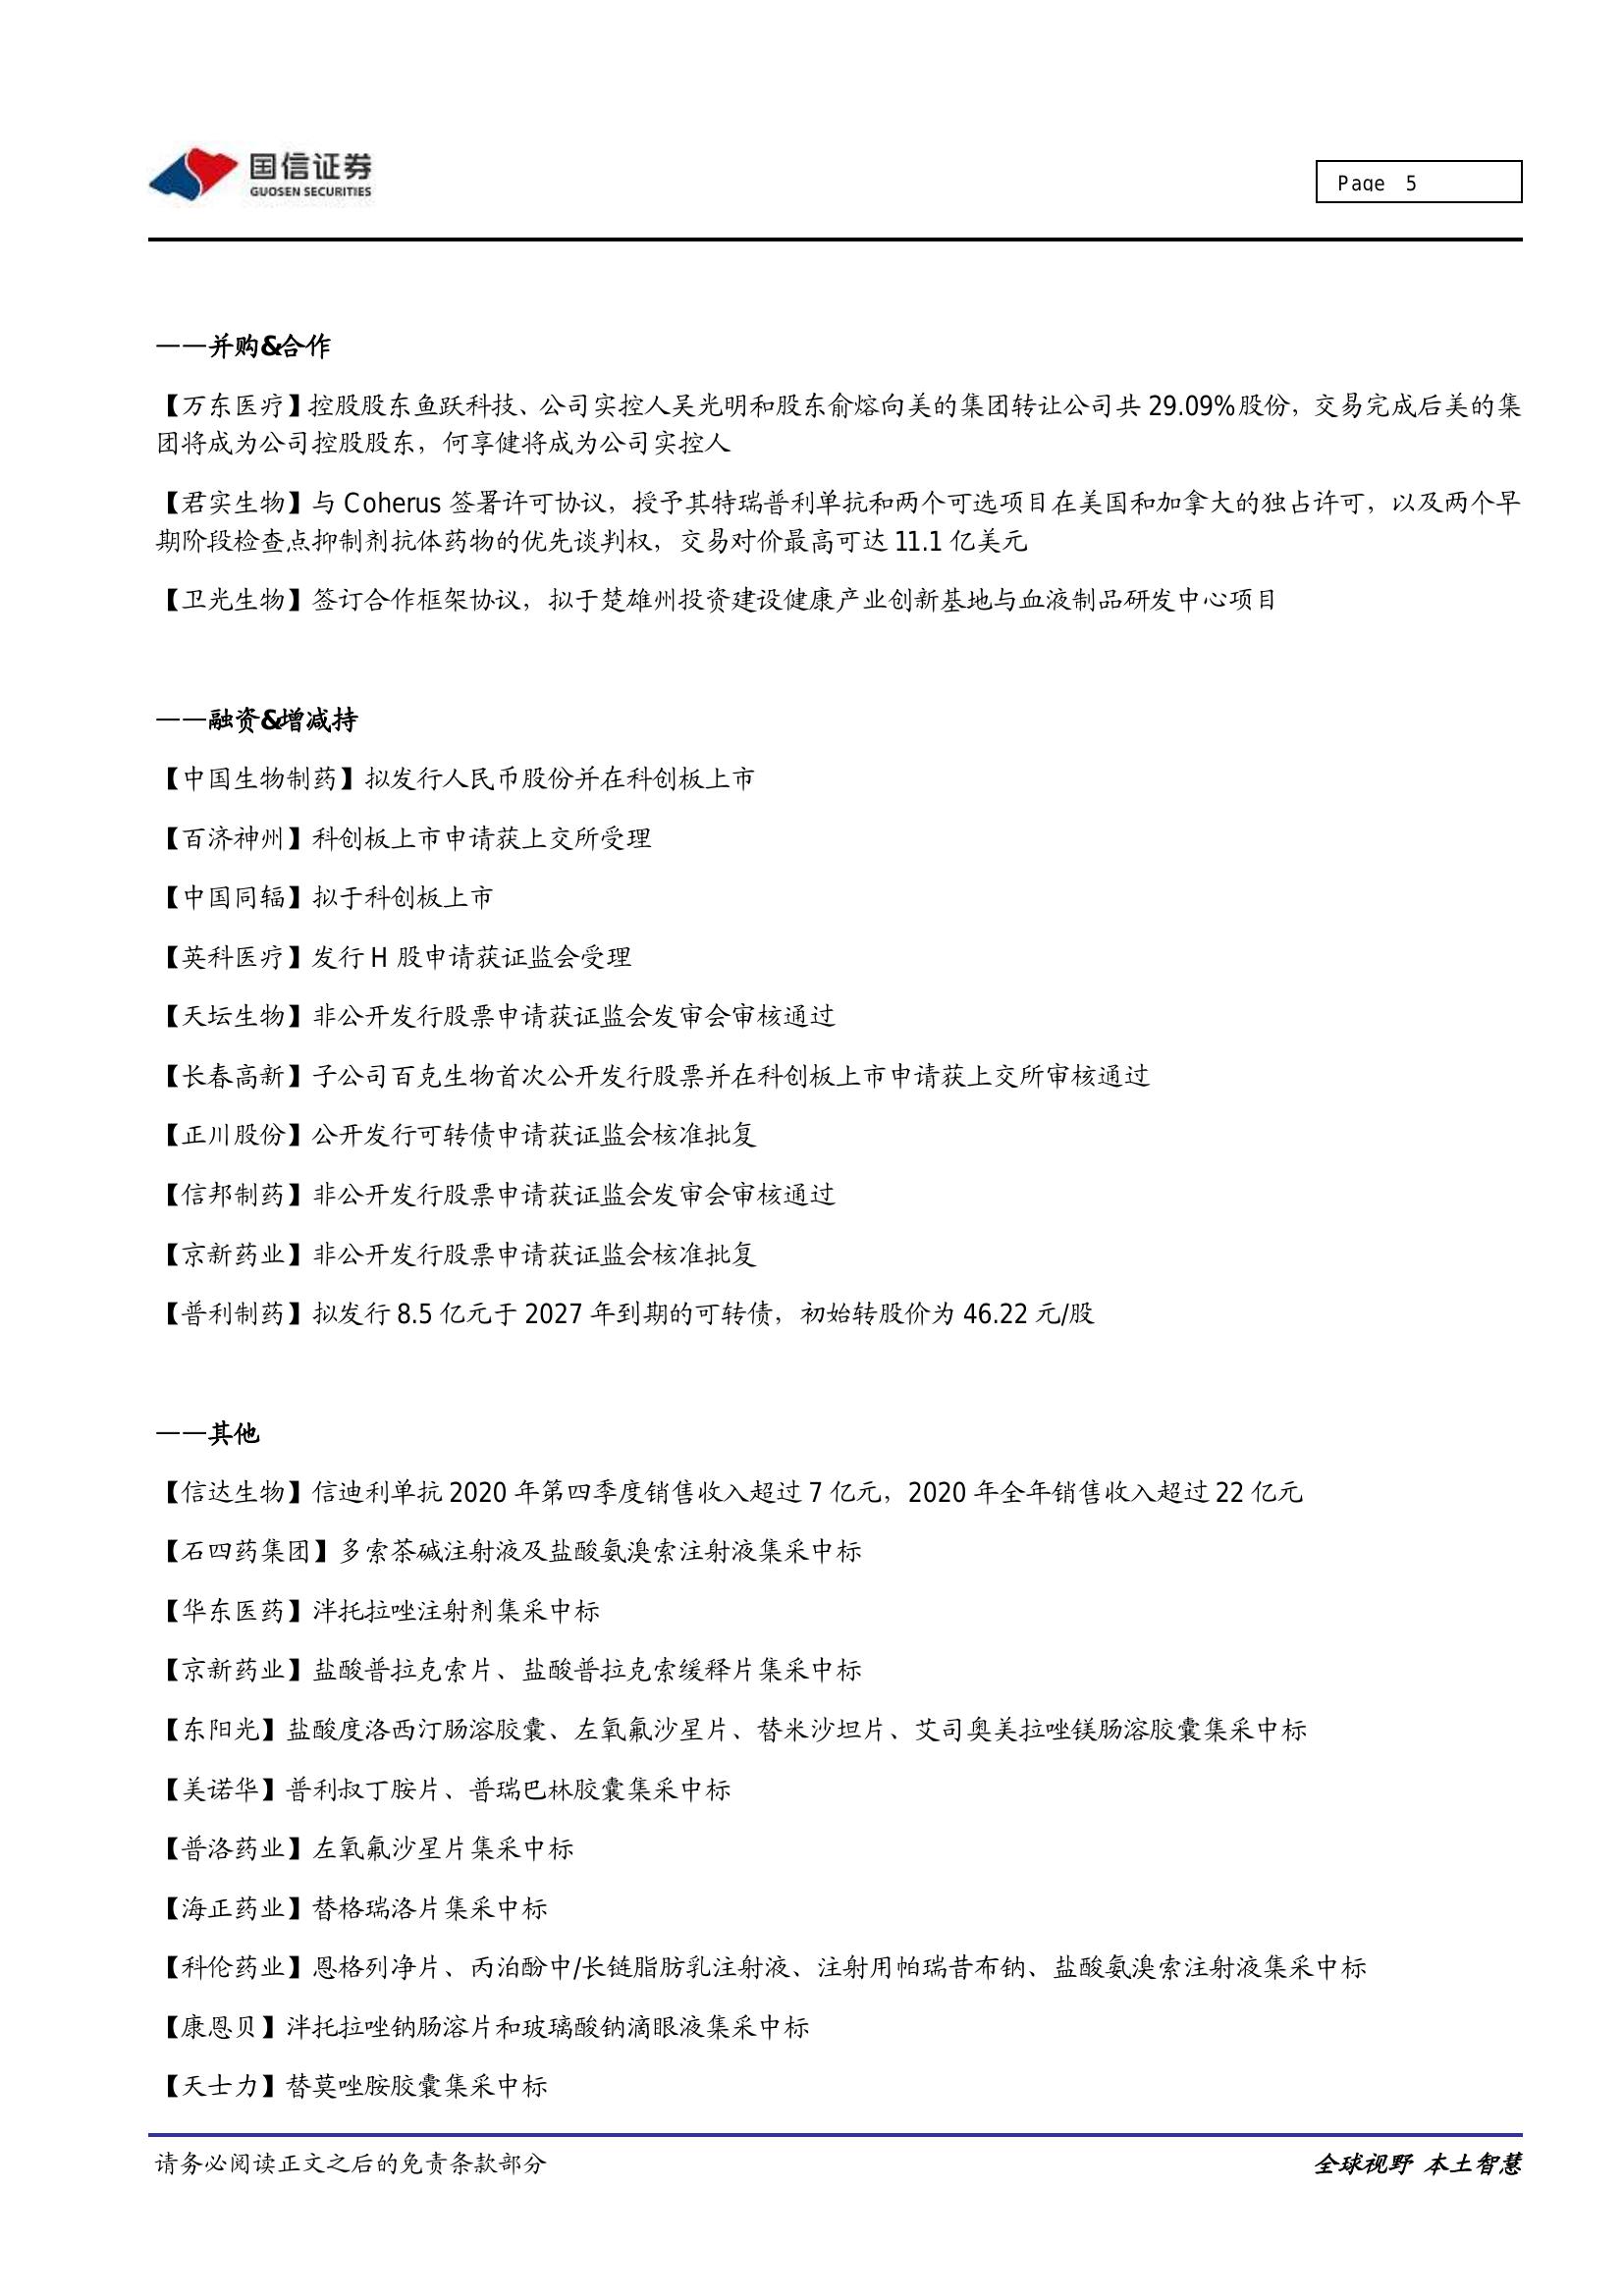 国信证券
GUOSEN SECURITIES
Page 5
——并购&合作
【万东医疗】控股股东鱼跃科技、公司实控人吴光明和股东俞熔向美的集团转让公司共 29.09%股份，交易完成后美的集
团将成为公司控股股东，何享健将成为公司实控人
【君实生物】与 Coherus 签署许可协议，授予其特瑞普利单抗和两个可选项目在美国和加拿大的独占许可，以及两个早
期阶段检查点抑制剂抗体药物的优先谈判权，交易对价最高可达 11.1 亿美元
【卫光生物】签订合作框架协议，拟于楚雄州投资建设健康产业创新基地与血液制品研发中心项目
——融资&增减持
【中国生物制药】拟发行人民币股份并在科创板上市
【百济神州】科创板上市申请获上交所受理
【中国同辐】拟于科创板上市
【英科医疗】发行 H 股申请获证监会受理
【天坛生物】非公开发行股票申请获证监会发审会审核通过
【长春高新】子公司百克生物首次公开发行股票并在科创板上市申请获上交所审核通过
【正川股份】公开发行可转债申请获证监会核准批复
【信邦制药】非公开发行股票申请获证监会发审会审核通过
【京新药业】非公开发行股票申请获证监会核准批复
【普利制药】拟发行 8.5 亿元于 2027 年到期的可转债，初始转股价为 46.22 元/股
——其他
【信达生物】信迪利单抗 2020 年第四季度销售收入超过 7 亿元，2020 年全年销售收入超过 22 亿元
【石四药集团】多索茶碱注射液及盐酸氨溴索注射液集采中标
【华东医药】泮托拉唑注射剂集采中标
【京新药业】盐酸普拉克索片、盐酸普拉克索缓释片集采中标
【东阳光】盐酸度洛西汀肠溶胶囊、左氧氟沙星片、替米沙坦片、艾司奥美拉唑镁肠溶胶囊集采中标
【美诺华】普利叔丁胺片、普瑞巴林胶囊集采中标
【普洛药业】左氧氟沙星片集采中标
【海正药业】替格瑞洛片集采中标
【科伦药业】恩格列净片、丙泊酚中/长链脂肪乳注射液、注射用帕瑞昔布钠、盐酸氨溴索注射液集采中标
【康恩贝】泮托拉唑钠肠溶片和玻璃酸钠滴眼液集采中标
【天士力】替莫唑胺胶囊集采中标
请务必阅读正文之后的免责条款部分
全球视野 本土智慧